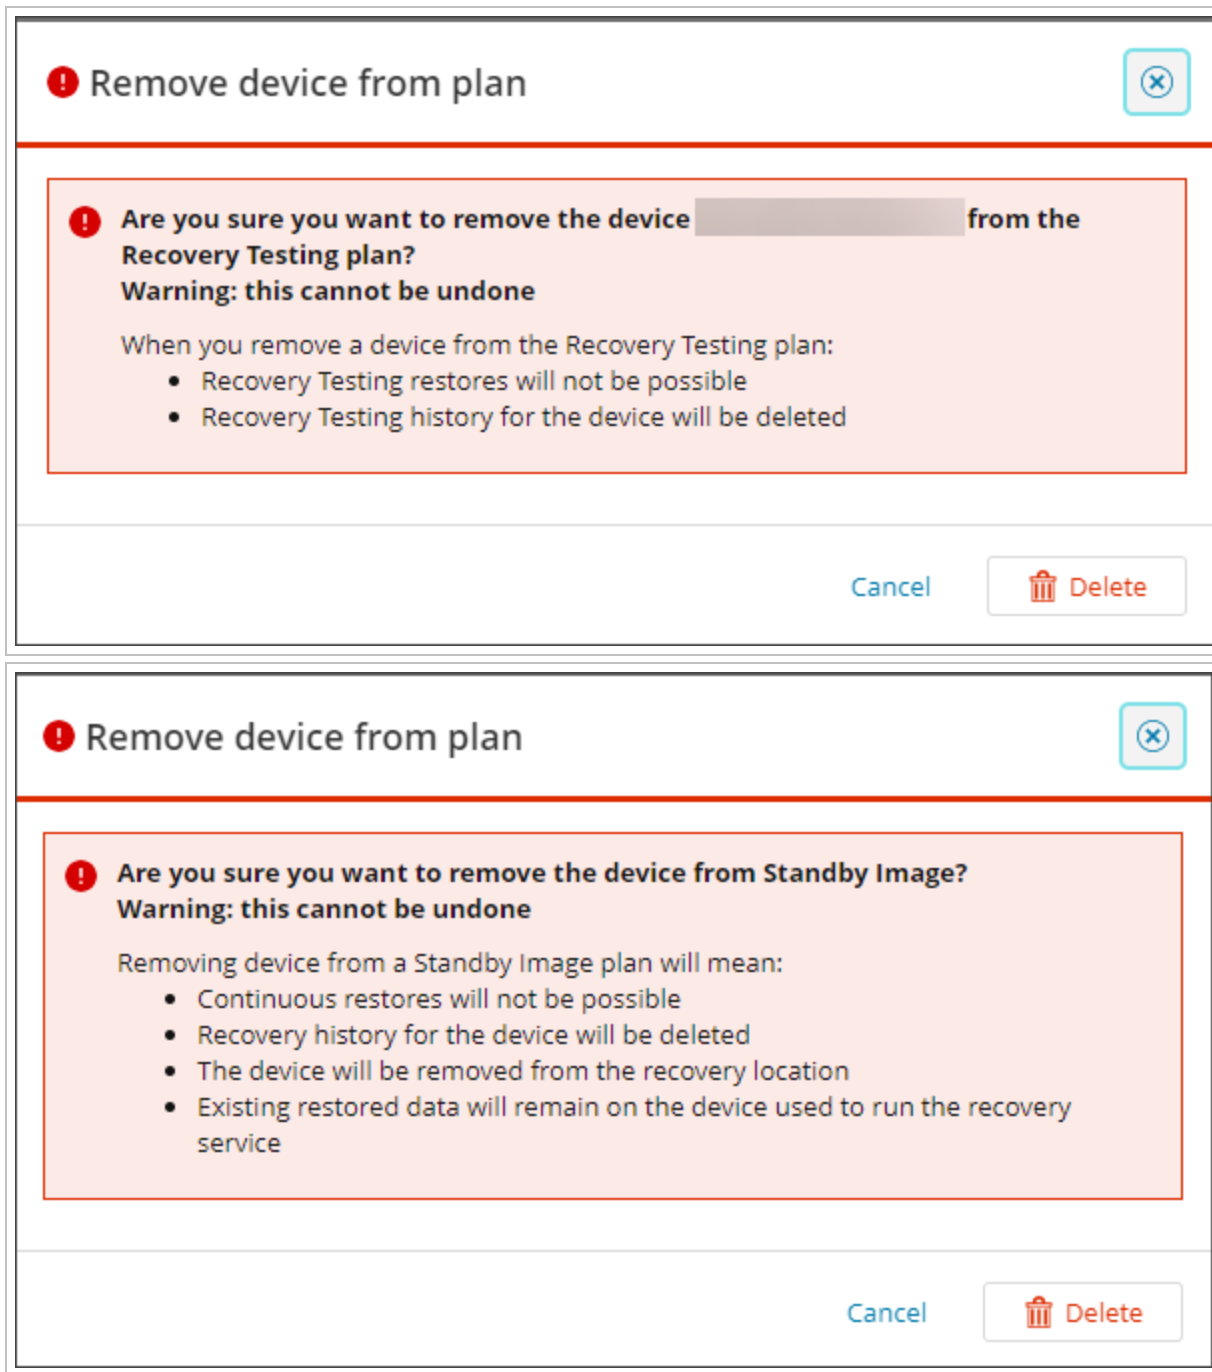 Remove device from plan
Are you sure you want to remove the device from the
Recovery Testing plan?
Warning: this cannot be undone
When you remove a device from the Recovery Testing plan:
• Recovery Testing restores will not be possible
• Recovery Testing history for the device will be deleted
Cancel Delete
Remove device from plan
Are you sure you want to remove the device from Standby Image?
Warning: this cannot be undone
Removing device from a Standby Image plan will mean:
• Continuous restores will not be possible
• Recovery history for the device will be deleted
• The device will be removed from the recovery location
• Existing restored data will remain on the device used to run the recovery
service
Cancel Delete